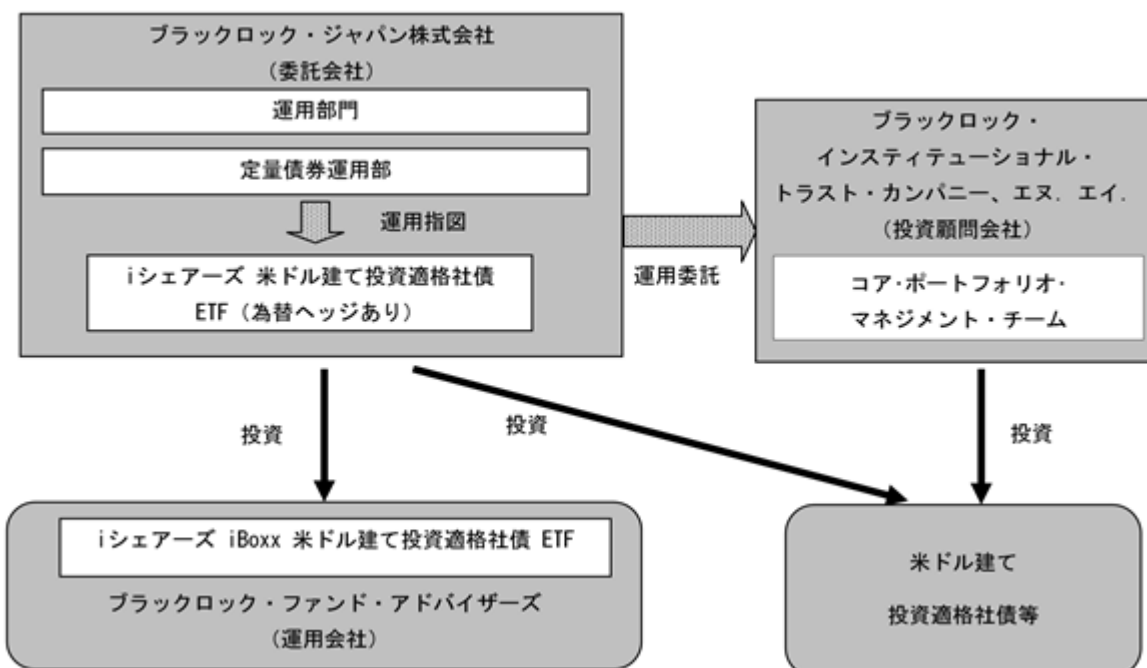 ブラックロック・ジャパン株式会社
(委託会社)
運用部門
定量債券運用部
運用指図
iシェアーズ 米ドル建て投資適格社債
ETF(為替ヘッジあり)
運用委託
ブラックロック・
インスティテューショナル・
トラスト・カンパニー、エヌ. エイ.
(投資顧問会社)
コア・ポートフォリオ・
マネジメント・チーム
投資
投資
投資
iシェアーズ iBoxx 米ドル建て投資適格社債 ETF
ブラックロック・ファンド・アドバイザーズ
(運用会社)
米ドル建て
投資適格社債等